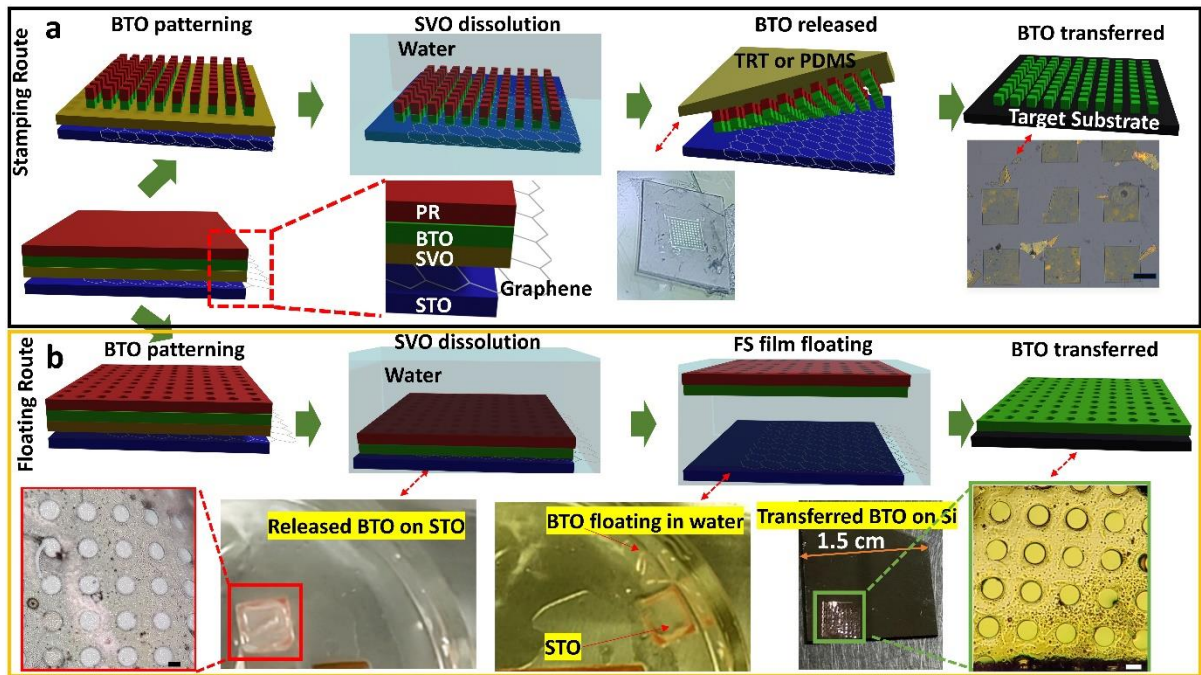 Stamping Route
a
BTO patterning
SVO dissolution
BTO released
BTO transferred
Water
TRT or PDMS
Target Substrate
PR
BTO
SVO
Graphene
STO
Floating Route
b
BTO patterning
SVO dissolution
FS film floating
BTO transferred
Water
Released BTO on STO
BTO floating in water
Transferred BTO on Si
1.5 cm
STO